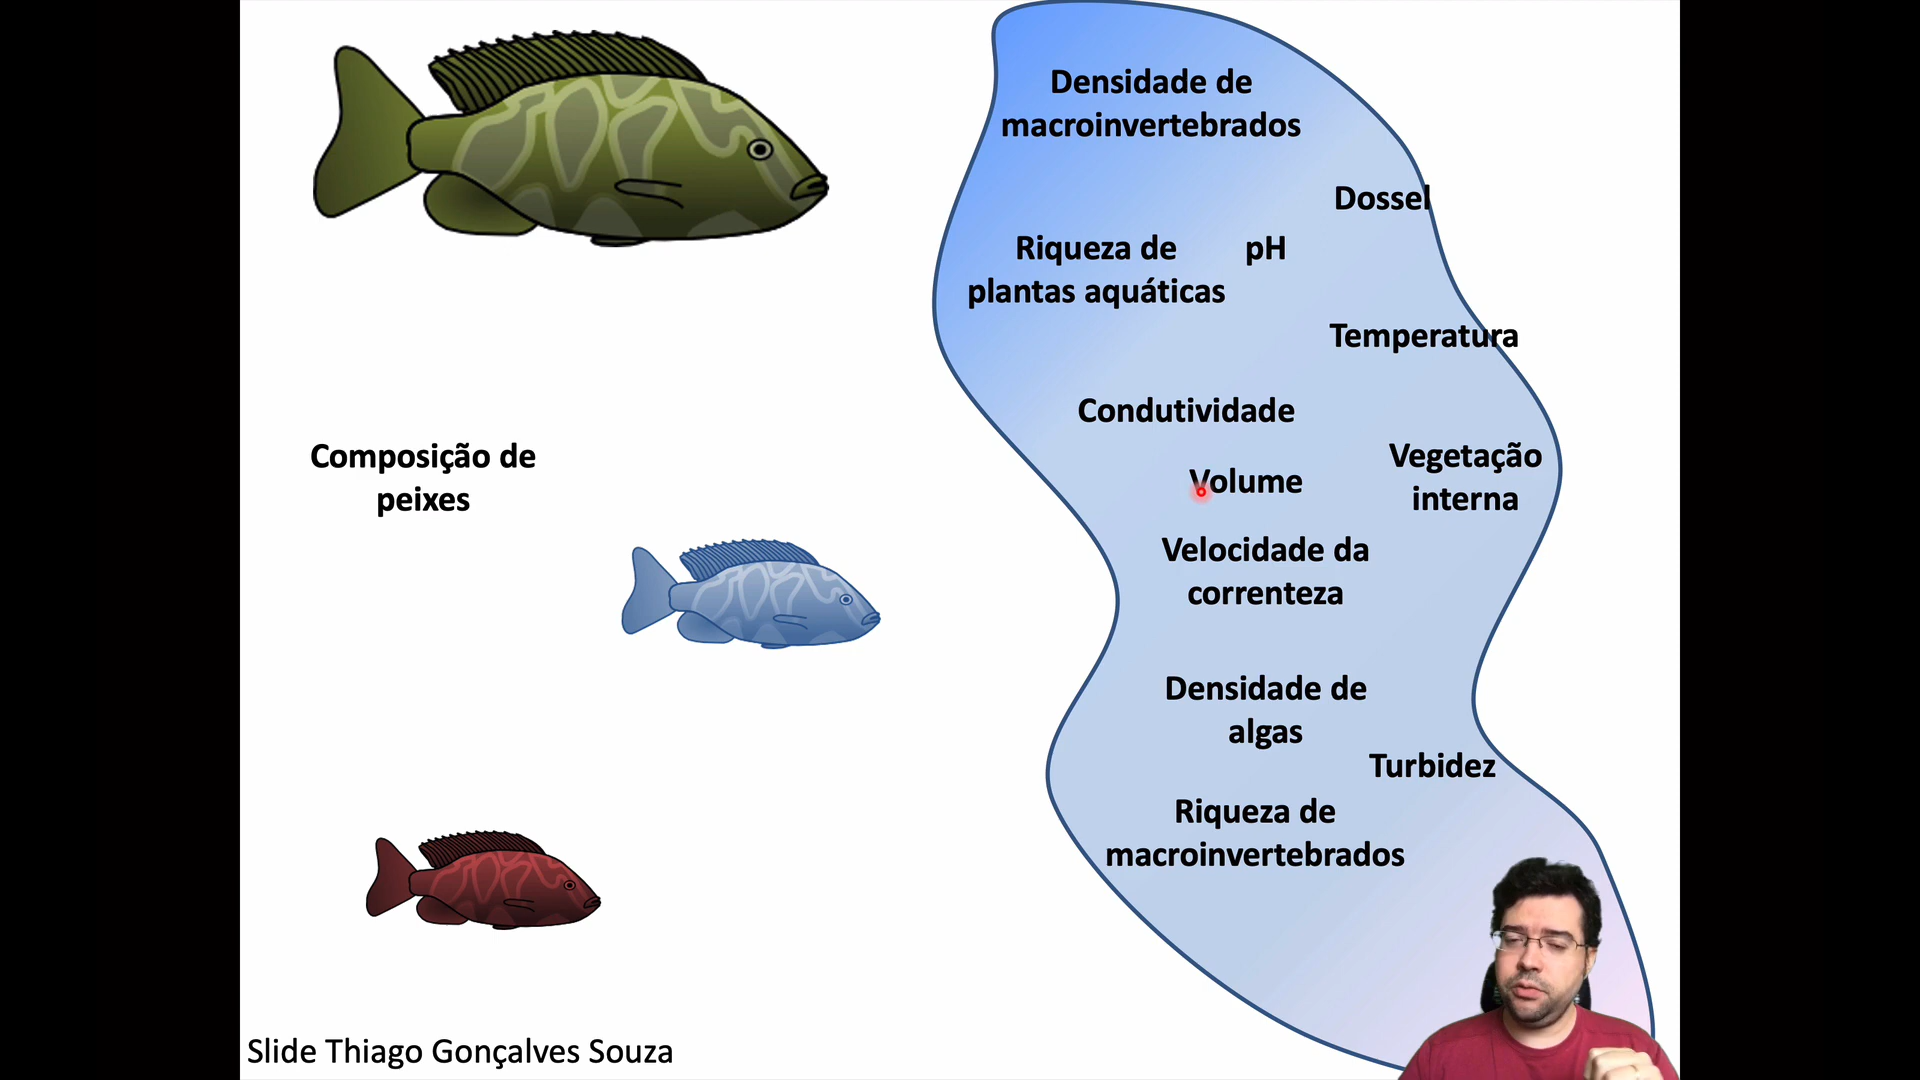 Densidade de
macroinvertebrados
Dossel
Riqueza de
plantas aquáticas
pH
Temperatura
Condutividade
Composição de
peixes
Volume
Vegetação
interna
Velocidade da
correnteza
Densidade de
algas
Turbidez
Riqueza de
macroinvertebrados
Slide Thiago Gonçalves Souza